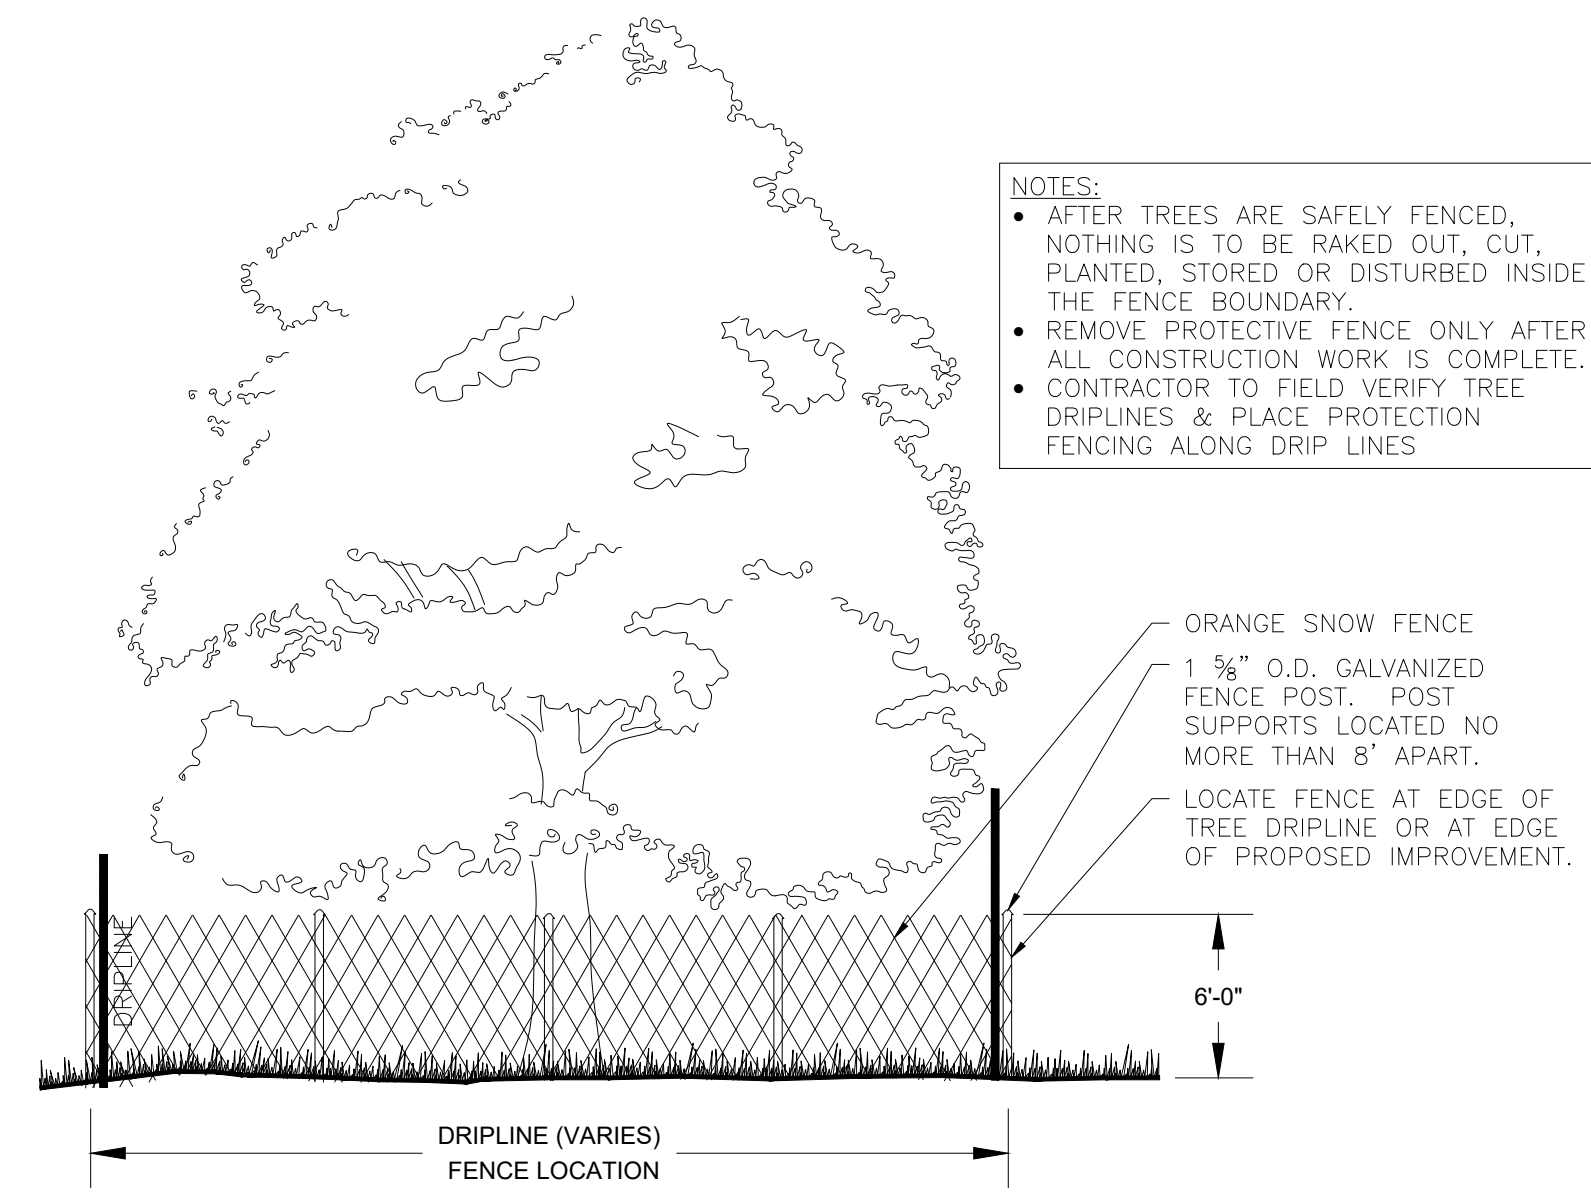 NOTES:
• AFTER TREES ARE SAFELY FENCED,
NOTHING IS TO BE RAKED OUT, CUT,
PLANTED, STORED OR DISTURBED INSIDE
THE FENCE BOUNDARY.
• REMOVE PROTECTIVE FENCE ONLY AFTER
ALL CONSTRUCTION WORK IS COMPLETE.
• CONTRACTOR TO FIELD VERIFY TREE
DRIPLINES & PLACE PROTECTION
FENCING ALONG DRIP LINES
ORANGE SNOW FENCE
1 ⅝” O.D. GALVANIZED
FENCE POST. POST
SUPPORTS LOCATED NO
MORE THAN 8’ APART.
LOCATE FENCE AT EDGE OF
TREE DRIPLINE OR AT EDGE
OF PROPOSED IMPROVEMENT.
DRIPLINE
6'-0"
DRIPLINE (VARIES)
FENCE LOCATION